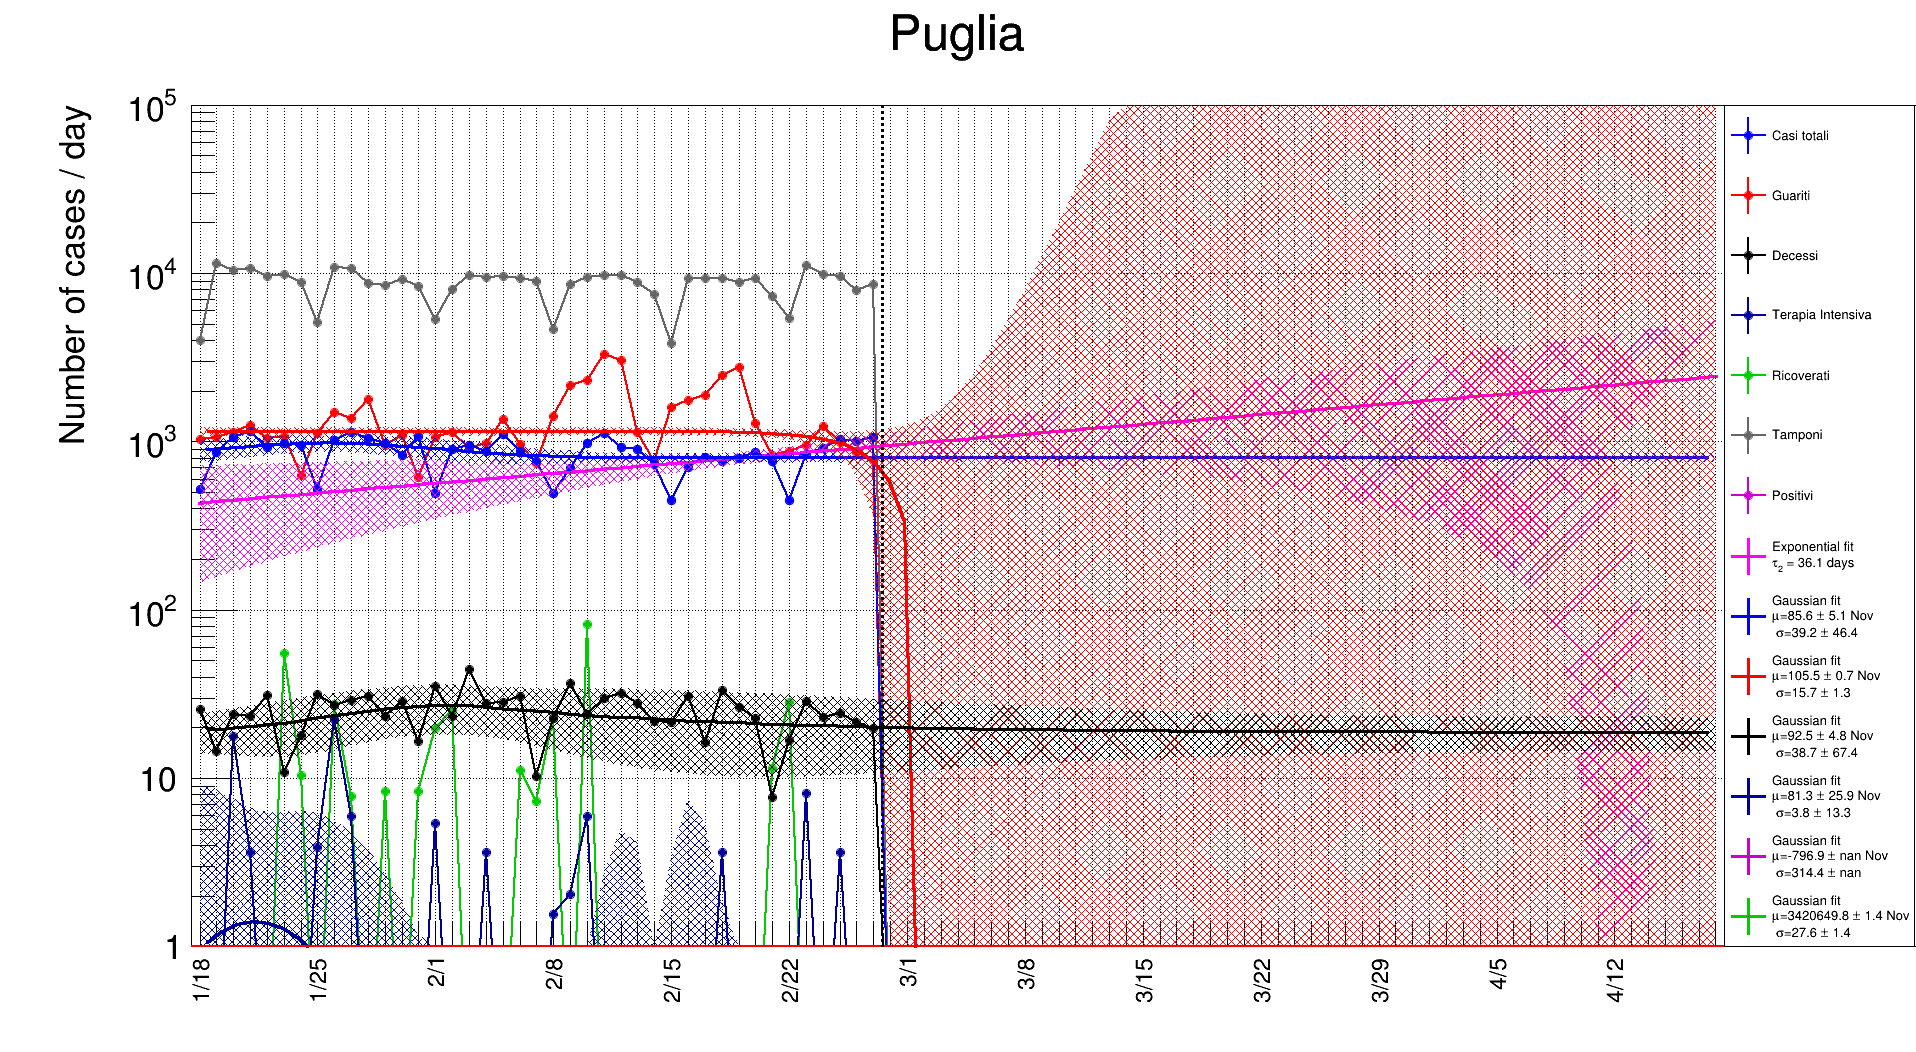 Puglia
Number of cases / day
10^5
10^4
10^3
10^2
10
1
1/18
1/25
2/1
2/8
2/15
2/22
3/1
3/8
3/15
3/22
3/29
4/5
4/12
Casi totali
Guariti
Decessi
Terapia Intensiva
Ricoverati
Tamponi
Positivi
Exponential fit
τ₂ = 36.1 days
Gaussian fit
μ=85.6 ± 5.1 Nov
σ=39.2 ± 46.4
Gaussian fit
μ=105.5 ± 0.7 Nov
σ=15.7 ± 1.3
Gaussian fit
μ=92.5 ± 4.8 Nov
σ=38.7 ± 67.4
Gaussian fit
μ=81.3 ± 25.9 Nov
σ=3.8 ± 13.3
Gaussian fit
μ=-796.9 ± nan Nov
σ=314.4 ± nan
Gaussian fit
μ=3420649.8 ± 1.4 Nov
σ=27.6 ± 1.4